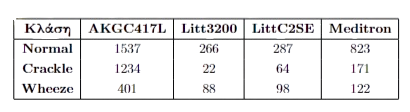 Κλάση AKGC417L Litt3200 LittC2SE Meditron
Normal 1537 266 287 823
Crackle 1234 22 64 171
Wheeze 401 88 98 122